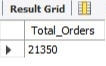 Result Grid
Total_Orders
21350